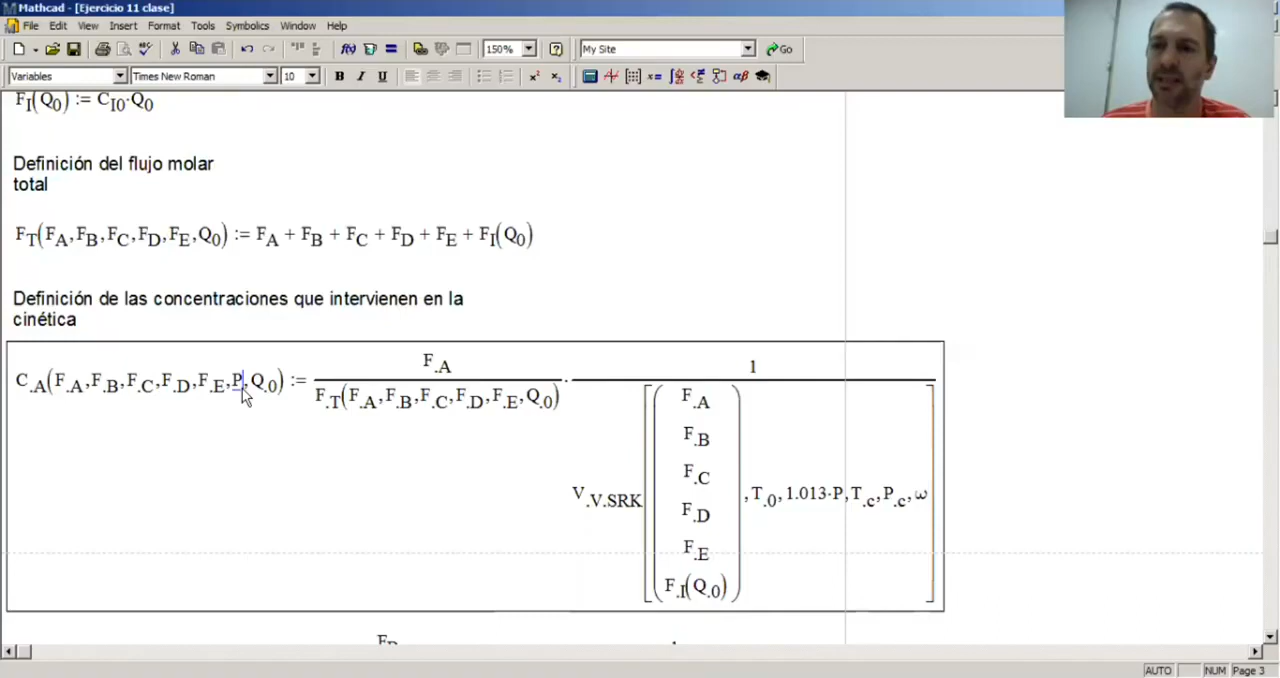 Mathcad - [Ejercicio 11 clase]
File Edit View Insert Format Tools Symbolics Window Help
150% My Site Go
Variables Times New Roman 10 B I U
F_I(Q_0) := C_I0·Q_0
Definición del flujo molar
total
F_T(F_A,F_B,F_C,F_D,F_E,Q_0) := F_A + F_B + F_C + F_D + F_E + F_I(Q_0)
Definición de las concentraciones que intervienen en la
cinética
F.A
1
C.A(F.A,F.B,F.C,F.D,F.E,P,Q.0) :=
F.T(F.A,F.B,F.C,F.D,F.E,Q.0)
F.A
F.B
F.C
V.V.SRK
,T.0,1.013·P,T.c,P.c,ω
F.D
F.E
F.I(Q.0)
AUTO NUM Page 3